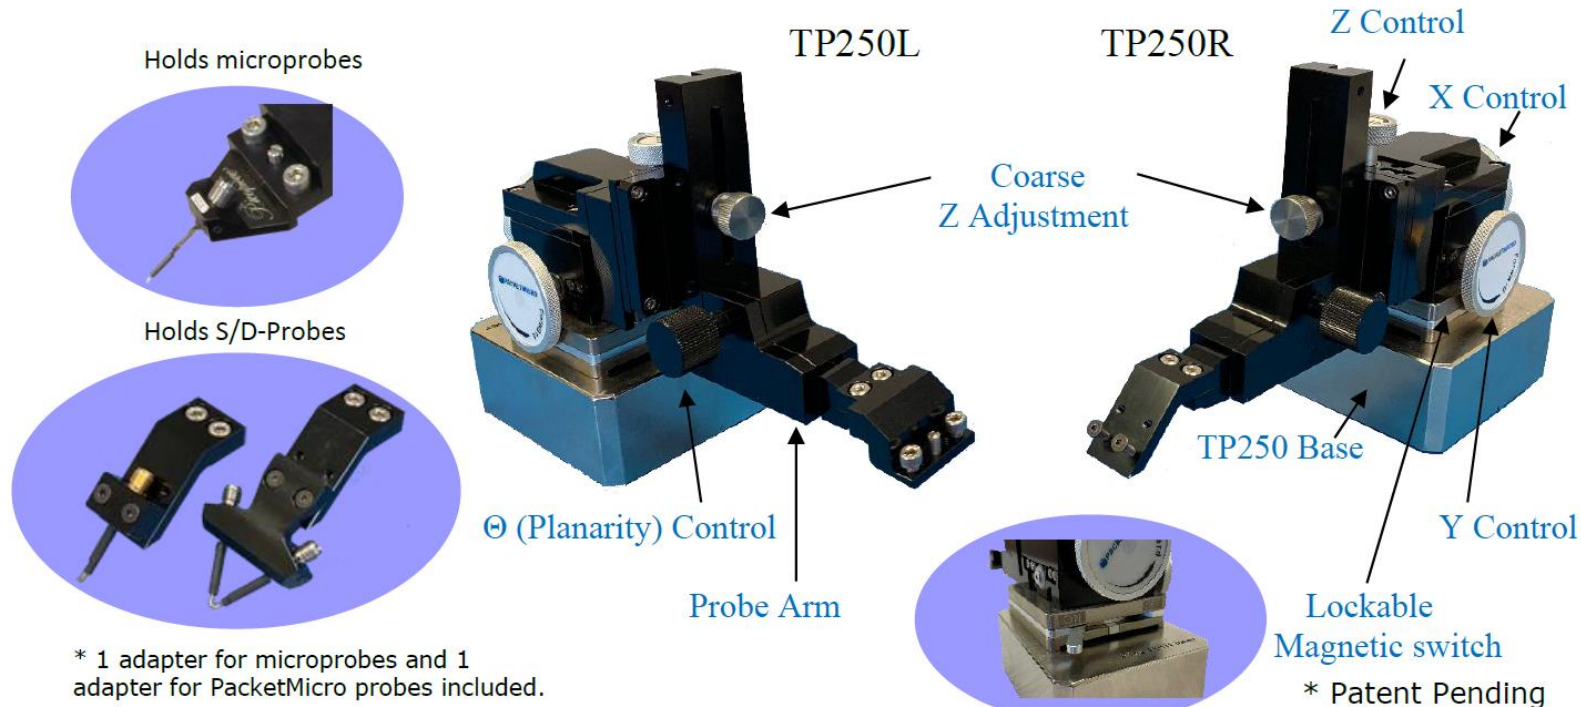 TP250L
TP250R
Z Control
X Control
Holds microprobes
Coarse
Z Adjustment
Holds S/D-Probes
TP250 Base
Θ (Planarity) Control
Y Control
Probe Arm
Lockable
Magnetic switch
* 1 adapter for microprobes and 1
adapter for PacketMicro probes included.
* Patent Pending
PACKETMICRO